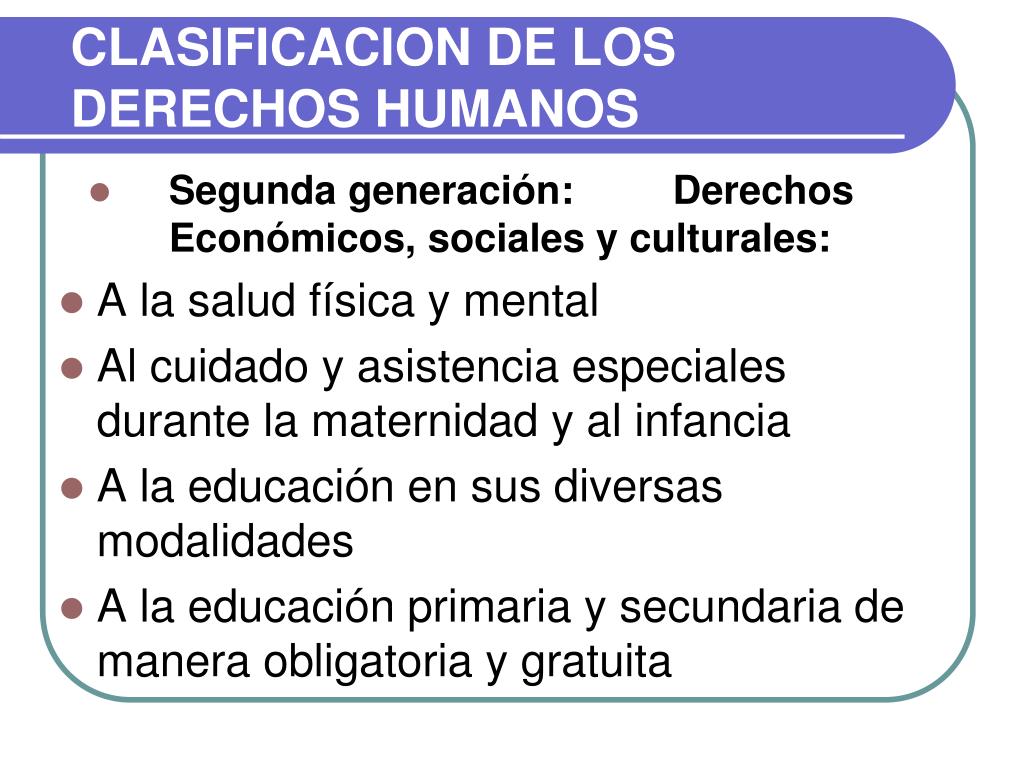 CLASIFICACION DE LOS
DERECHOS HUMANOS
Segunda generación: Derechos
Económicos, sociales y culturales:
A la salud física y mental
Al cuidado y asistencia especiales
durante la maternidad y al infancia
A la educación en sus diversas
modalidades
A la educación primaria y secundaria de
manera obligatoria y gratuita